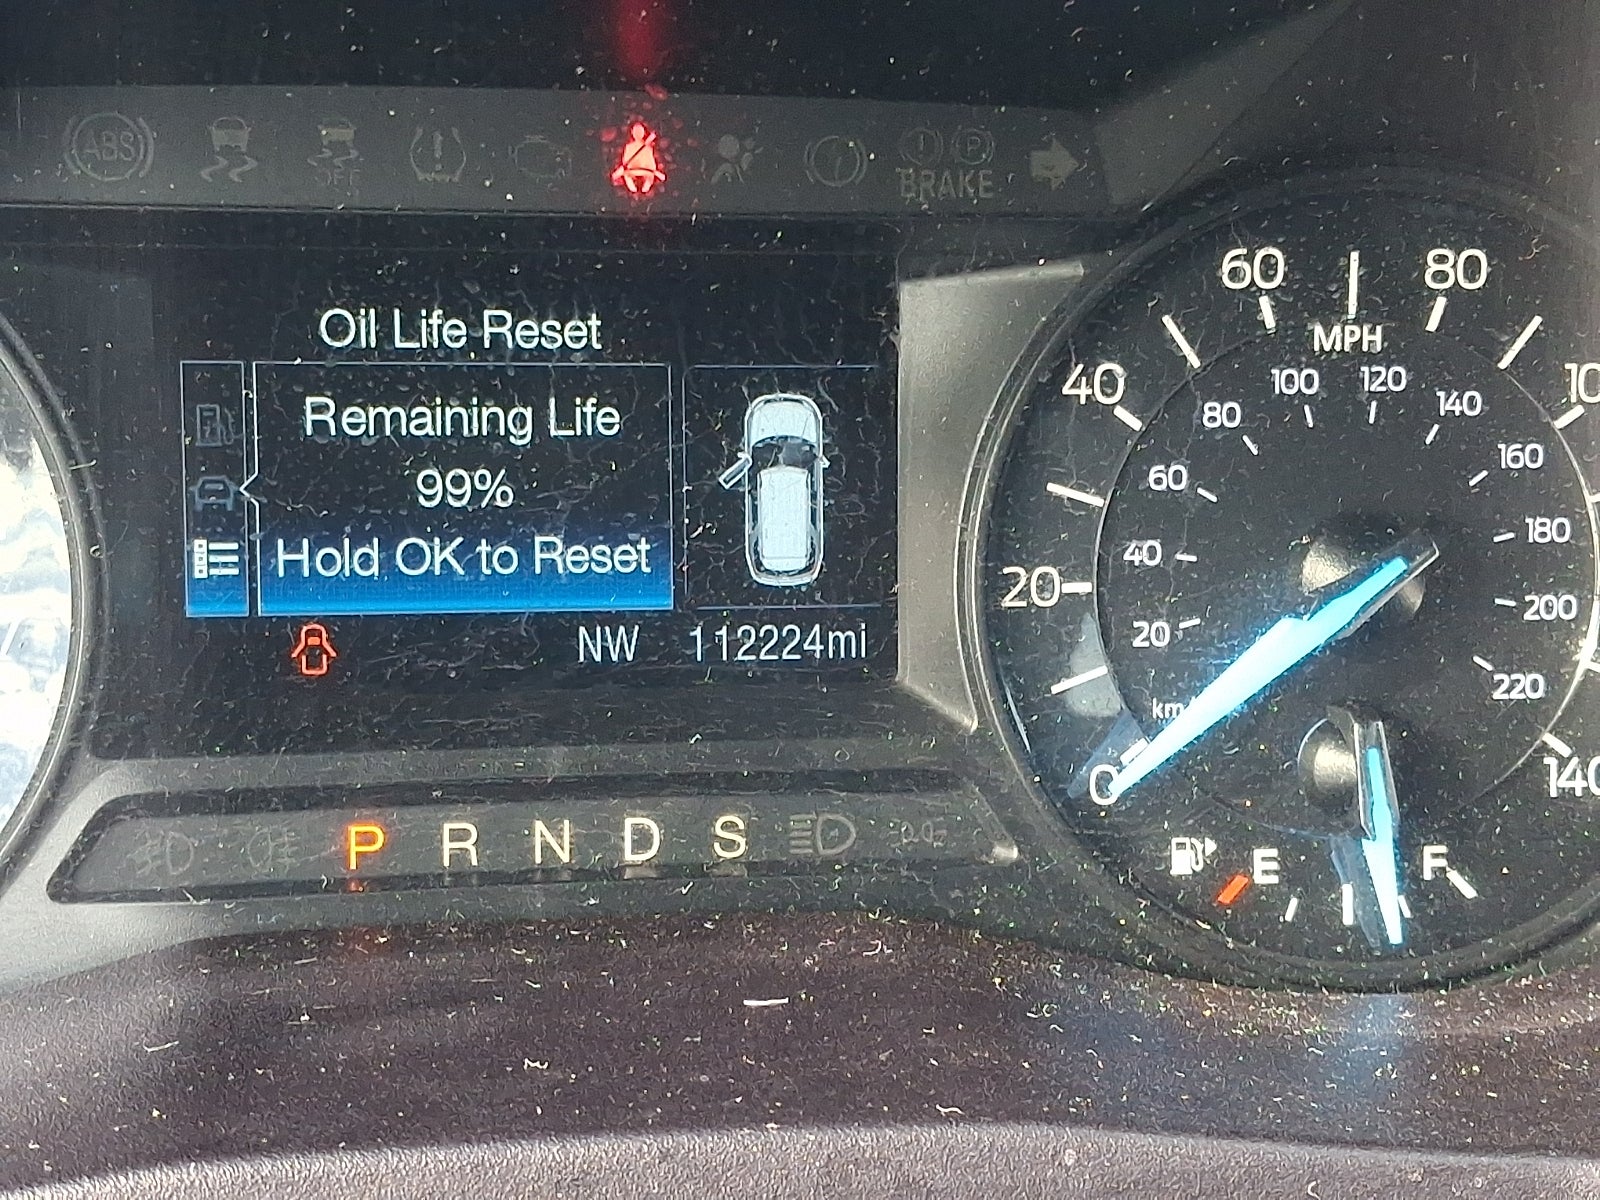 ABS
OFF
BRAKE
P
Oil Life Reset
Remaining Life
99%
Hold OK to Reset
NW 112224mi
P R N D S
MPH
0
20
40
60
80
140
20
40
60
80
100
120
140
160
180
200
220
E
F